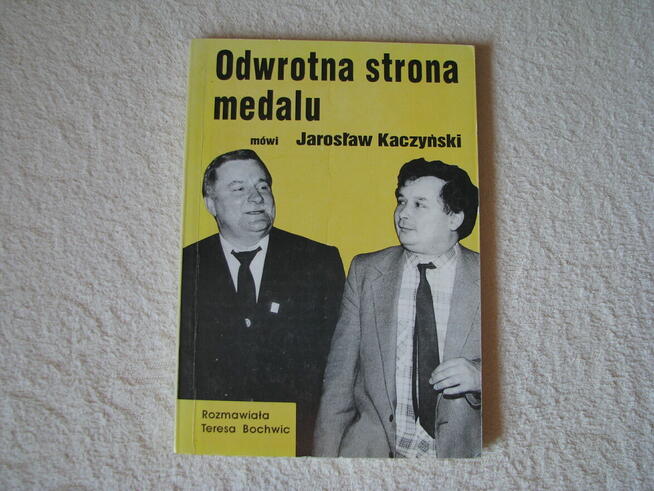 Odwrotna strona
medalu
mówi Jarosław Kaczyński
Rozmawiała
Teresa Bochwic